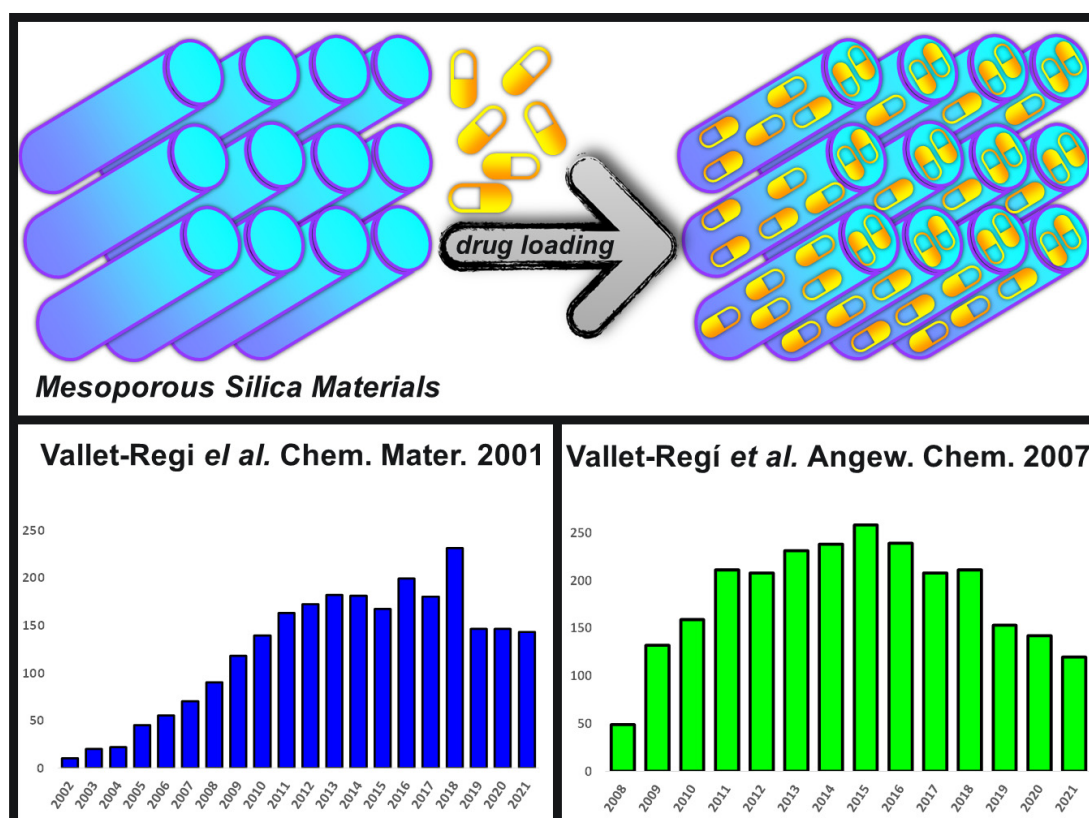 drug loading
Mesoporous Silica Materials
Vallet-Regi el al. Chem. Mater. 2001
250
200
150
100
50
0
2002 2003 2004 2005 2006 2007 2008 2009 2010 2011 2012 2013 2014 2015 2016 2017 2018 2019 2020 2021
Vallet-Regí et al. Angew. Chem. 2007
250
200
150
100
50
0
2008 2009 2010 2011 2012 2013 2014 2015 2016 2017 2018 2019 2020 2021